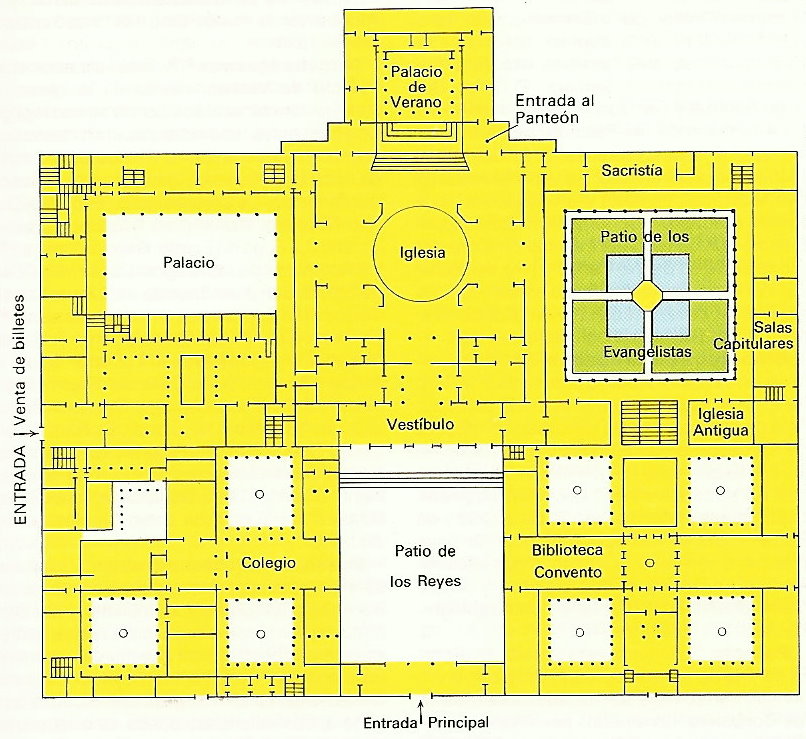 Palacio
de
Verano
Entrada al
Panteón
Sacristía
Palacio
Iglesia
Patio de los
Evangelistas
Salas
Capitulares
ENTRADA Venta de billetes
Vestíbulo
Iglesia
Antigua
Colegio
Patio de
los Reyes
Biblioteca
Convento
Entrada Principal